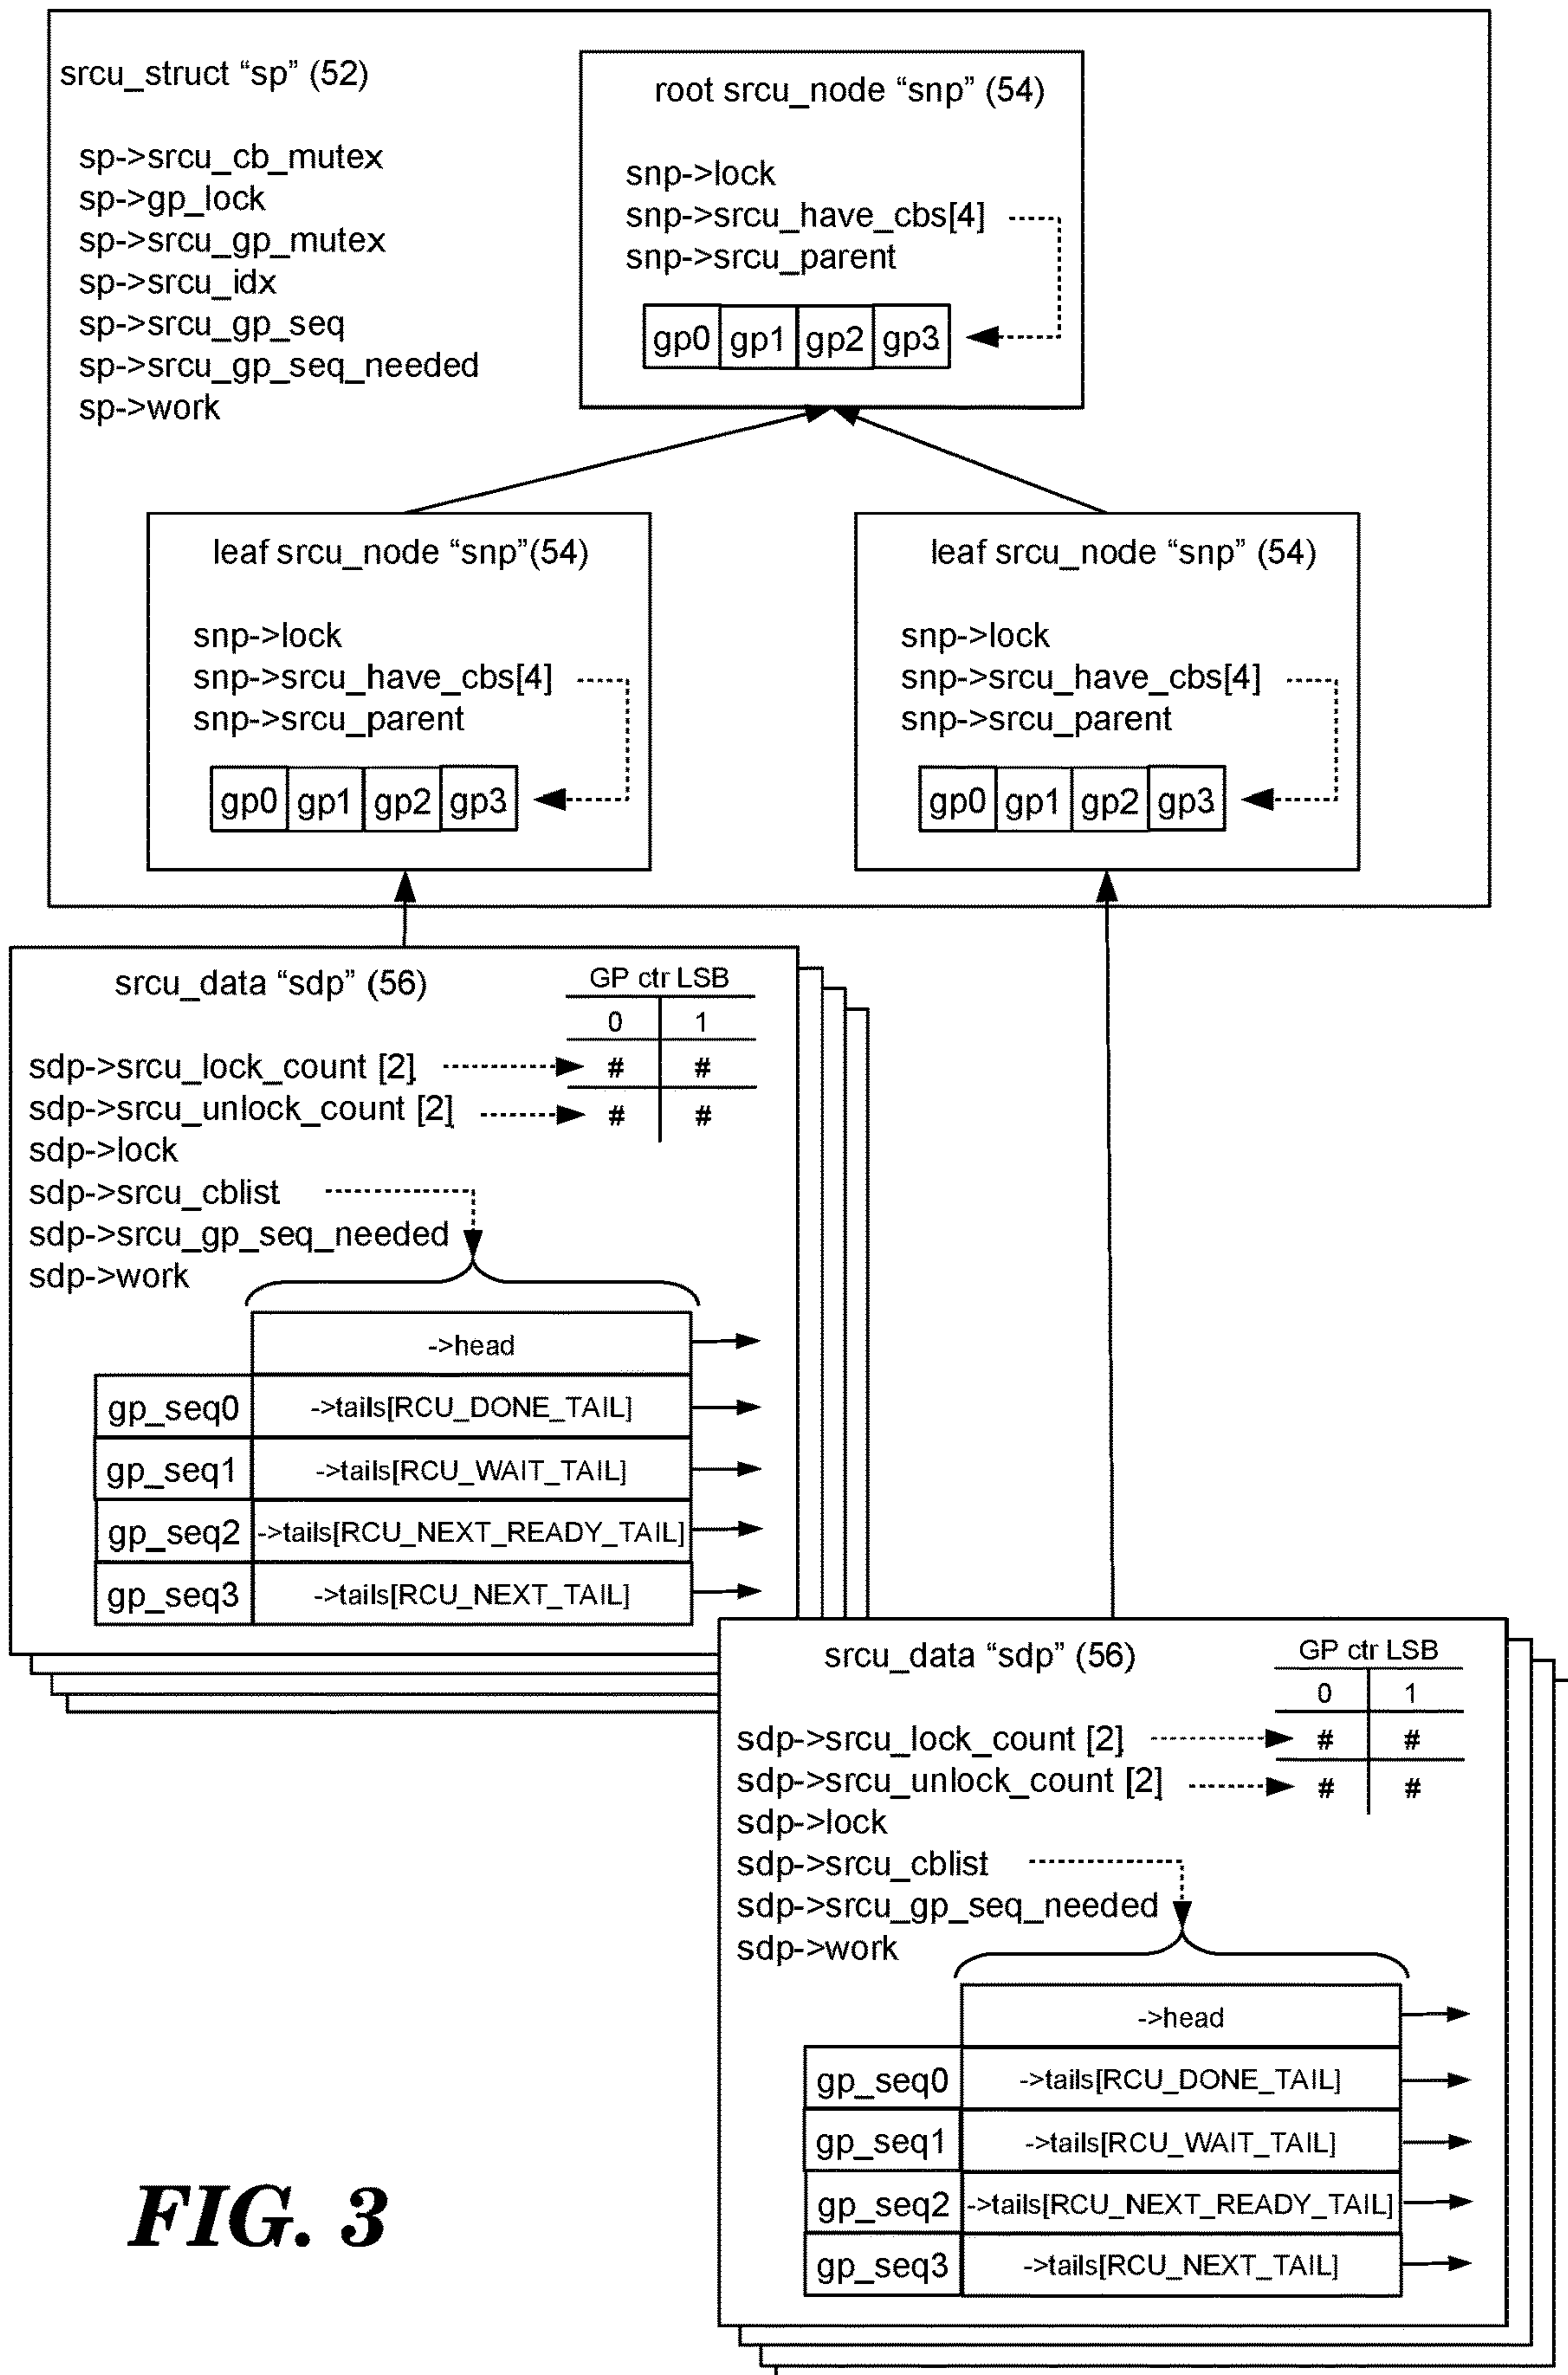 srcu_struct “sp” (52)
sp->srcu_cb_mutex
sp->gp_lock
sp->srcu_gp_mutex
sp->srcu_idx
sp->srcu_gp_seq
sp->srcu_gp_seq_needed
sp->work
root srcu_node “snp” (54)
snp->lock
snp->srcu_have_cbs[4]
snp->srcu_parent
gp0 gp1 gp2 gp3
leaf srcu_node “snp”(54)
snp->lock
snp->srcu_have_cbs[4]
snp->srcu_parent
gp0 gp1 gp2 gp3
leaf srcu_node “snp” (54)
snp->lock
snp->srcu_have_cbs[4]
snp->srcu_parent
gp0 gp1 gp2 gp3
srcu_data “sdp” (56)
GP ctr LSB
0 1
sdp->srcu_lock_count [2] # #
sdp->srcu_unlock_count [2] # #
sdp->lock
sdp->srcu_cblist
sdp->srcu_gp_seq_needed
sdp->work
->head
gp_seq0 ->tails[RCU_DONE_TAIL]
gp_seq1 ->tails[RCU_WAIT_TAIL]
gp_seq2 ->tails[RCU_NEXT_READY_TAIL]
gp_seq3 ->tails[RCU_NEXT_TAIL]
srcu_data “sdp” (56)
GP ctr LSB
0 1
sdp->srcu_lock_count [2] # #
sdp->srcu_unlock_count [2] # #
sdp->lock
sdp->srcu_cblist
sdp->srcu_gp_seq_needed
sdp->work
->head
gp_seq0 ->tails[RCU_DONE_TAIL]
gp_seq1 ->tails[RCU_WAIT_TAIL]
gp_seq2 ->tails[RCU_NEXT_READY_TAIL]
gp_seq3 ->tails[RCU_NEXT_TAIL]
FIG. 3